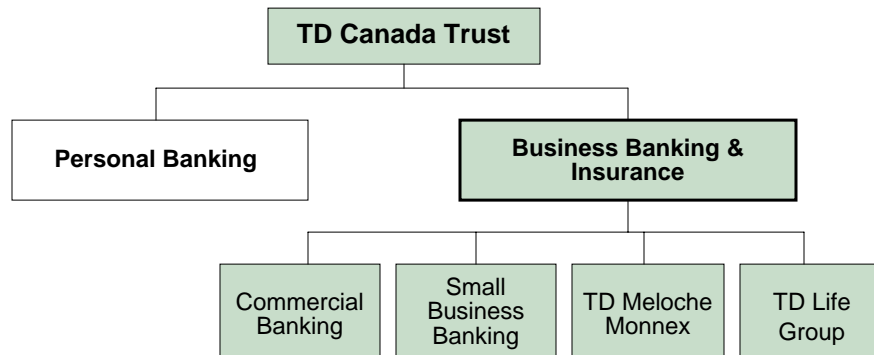 TD Canada Trust
Personal Banking
Business Banking &
Insurance
Commercial
Banking
Small
Business
Banking
TD Meloche
Monnex
TD Life
Group